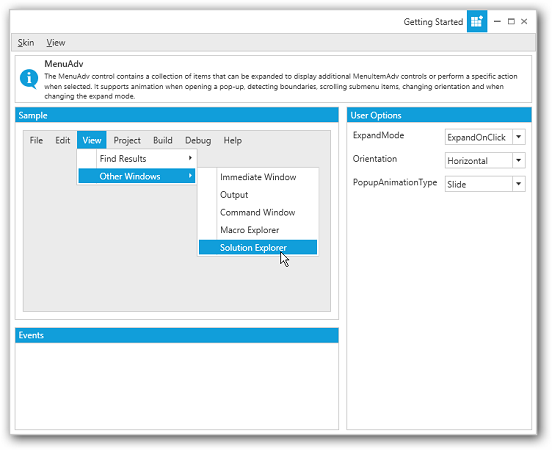 Getting Started
Skin View
MenuAdv
The MenuAdv control contains a collection of items that can be expanded to display additional MenuItemAdv controls or perform a specific action
when selected. It supports animation when opening a pop-up, detecting boundaries, scrolling submenu items, changing orientation and when
changing the expand mode.
Sample
File Edit View Project Build Debug Help
Find Results
Other Windows
Immediate Window
Output
Command Window
Macro Explorer
Solution Explorer
Events
User Options
ExpandMode ExpandOnClick
Orientation Horizontal
PopupAnimationType Slide